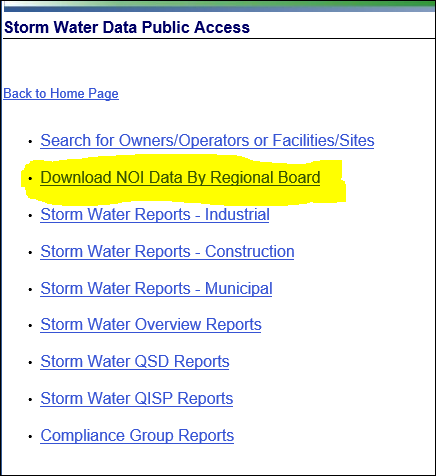 Storm Water Data Public Access
Back to Home Page
Search for Owners/Operators or Facilities/Sites
Download NOI Data By Regional Board
Storm Water Reports - Industrial
Storm Water Reports - Construction
Storm Water Reports - Municipal
Storm Water Overview Reports
Storm Water QSD Reports
Storm Water QISP Reports
Compliance Group Reports